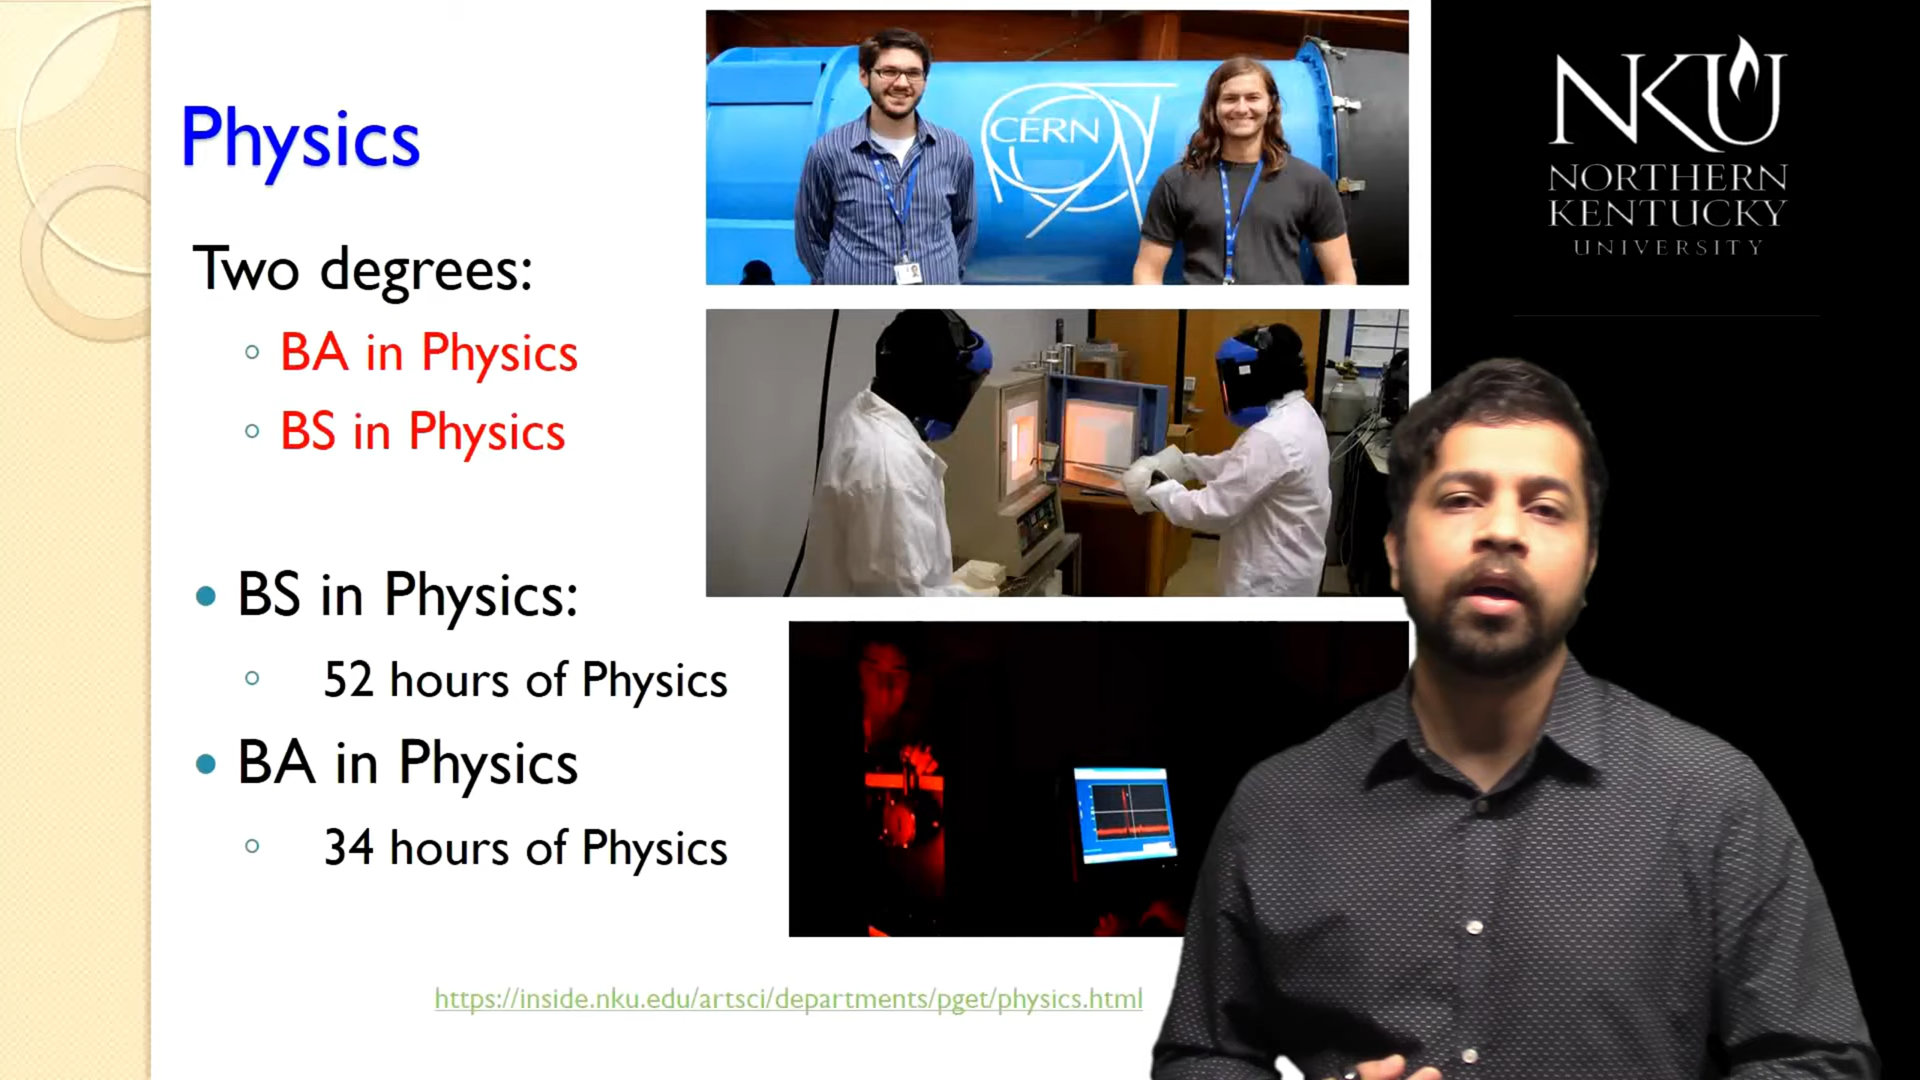 Physics
Two degrees:
BA in Physics
BS in Physics
BS in Physics:
52 hours of Physics
BA in Physics
34 hours of Physics
https://inside.nku.edu/artsci/departments/pget/physics.html
CERN
NKU
NORTHERN
KENTUCKY
UNIVERSITY